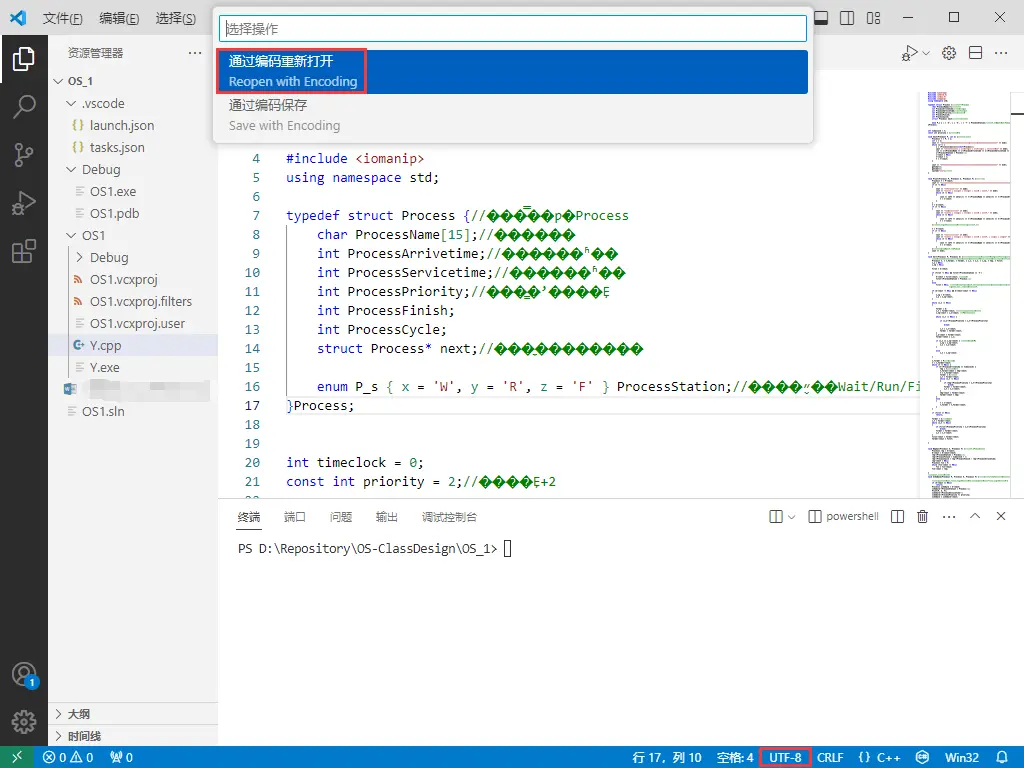 文件(F) 编辑(E) 选择(S)
选择操作
通过编码重新打开
Reopen with Encoding
通过编码保存
Save with Encoding
资源管理器
OS_1
.vscode
launch.json
tasks.json
Debug
OS1.exe
OS1.pdb
OS1
Debug
OS1.vcxproj
OS1.vcxproj.filters
OS1.vcxproj.user
Y.cpp
Y.exe
OS1.sln
大纲
时间线
4 #include <iomanip>
5 using namespace std;
6
7 typedef struct Process {//�����p�Process
8 char ProcessName[15];//������
9 int ProcessArrivetime;//������ʱ��
10 int ProcessServicetime;//������ʱ��
11 int ProcessPriority;//����̡����ȼ
12 int ProcessFinish;
13 int ProcessCycle;
14 struct Process* next;//������������
15
16 enum P_s { x = 'W', y = 'R', z = 'F' } ProcessStation;//����״̬��Wait/Run/Fi
17 }Process;
18
19
20 int timeclock = 0;
21 const int priority = 2;//����Ȩ+2
终端 端口 问题 输出 调试控制台
powershell
PS D:\Repository\OS-ClassDesign\OS_1>
1
0 0 0
行 17，列 10 空格: 4 UTF-8 CRLF {} C++ Win32